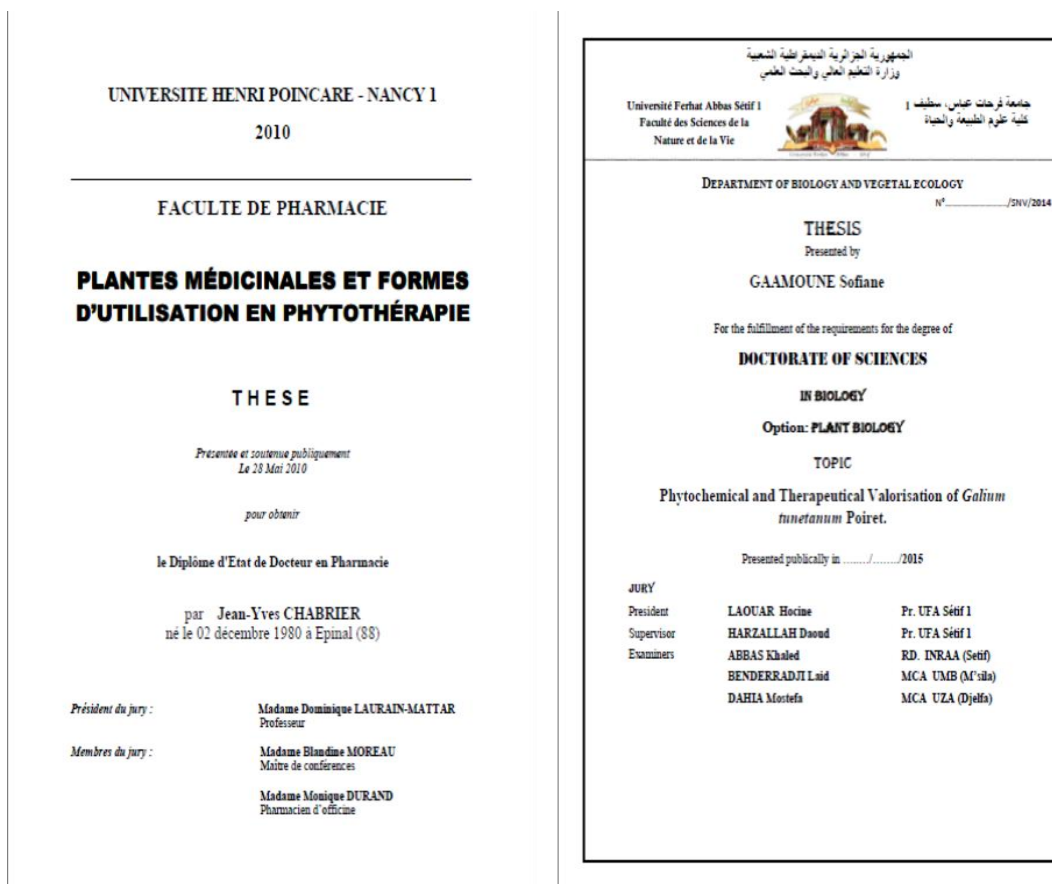 UNIVERSITE HENRI POINCARE - NANCY 1
2010
FACULTE DE PHARMACIE
PLANTES MÉDICINALES ET FORMES
D'UTILISATION EN PHYTOTHÉRAPIE
THESE
Présentée et soutenue publiquement
Le 28 Mai 2010
pour obtenir
le Diplôme d'Etat de Docteur en Pharmacie
par Jean-Yves CHABRIER
né le 02 décembre 1980 à Epinal (88)
Président du jury : Madame Dominique LAURAIN-MATTAR
Professeur
Membres du jury : Madame Blandine MOREAU
Maître de conférences
Madame Monique DURAND
Pharmacien d'officine
الجمهورية الجزائرية الديمقراطية الشعبية
وزارة التعليم العالي والبحث العلمي
Université Ferhat Abbas Sétif 1
Faculté des Sciences de la
Nature et de la Vie
جامعة فرحات عباس، سطيف 1
كلية علوم الطبيعة والحياة
DEPARTMENT OF BIOLOGY AND VEGETAL ECOLOGY
N°............................/SNV/2014
THESIS
Presented by
GAAMOUNE Sofiane
For the fulfillment of the requirements for the degree of
DOCTORATE OF SCIENCES
IN BIOLOGY
Option: PLANT BIOLOGY
TOPIC
Phytochemical and Therapeutical Valorisation of Galium
tunetanum Poiret.
Presented publically in ......../......../2015
JURY
President LAOUAR Hocine Pr. UFA Sétif 1
Supervisor HARZALLAH Daoud Pr. UFA Sétif 1
Examiners ABBAS Khaled RD. INRAA (Setif)
BENDERRADJI Laid MCA UMB (M'sila)
DAHIA Mostefa MCA UZA (Djelfa)